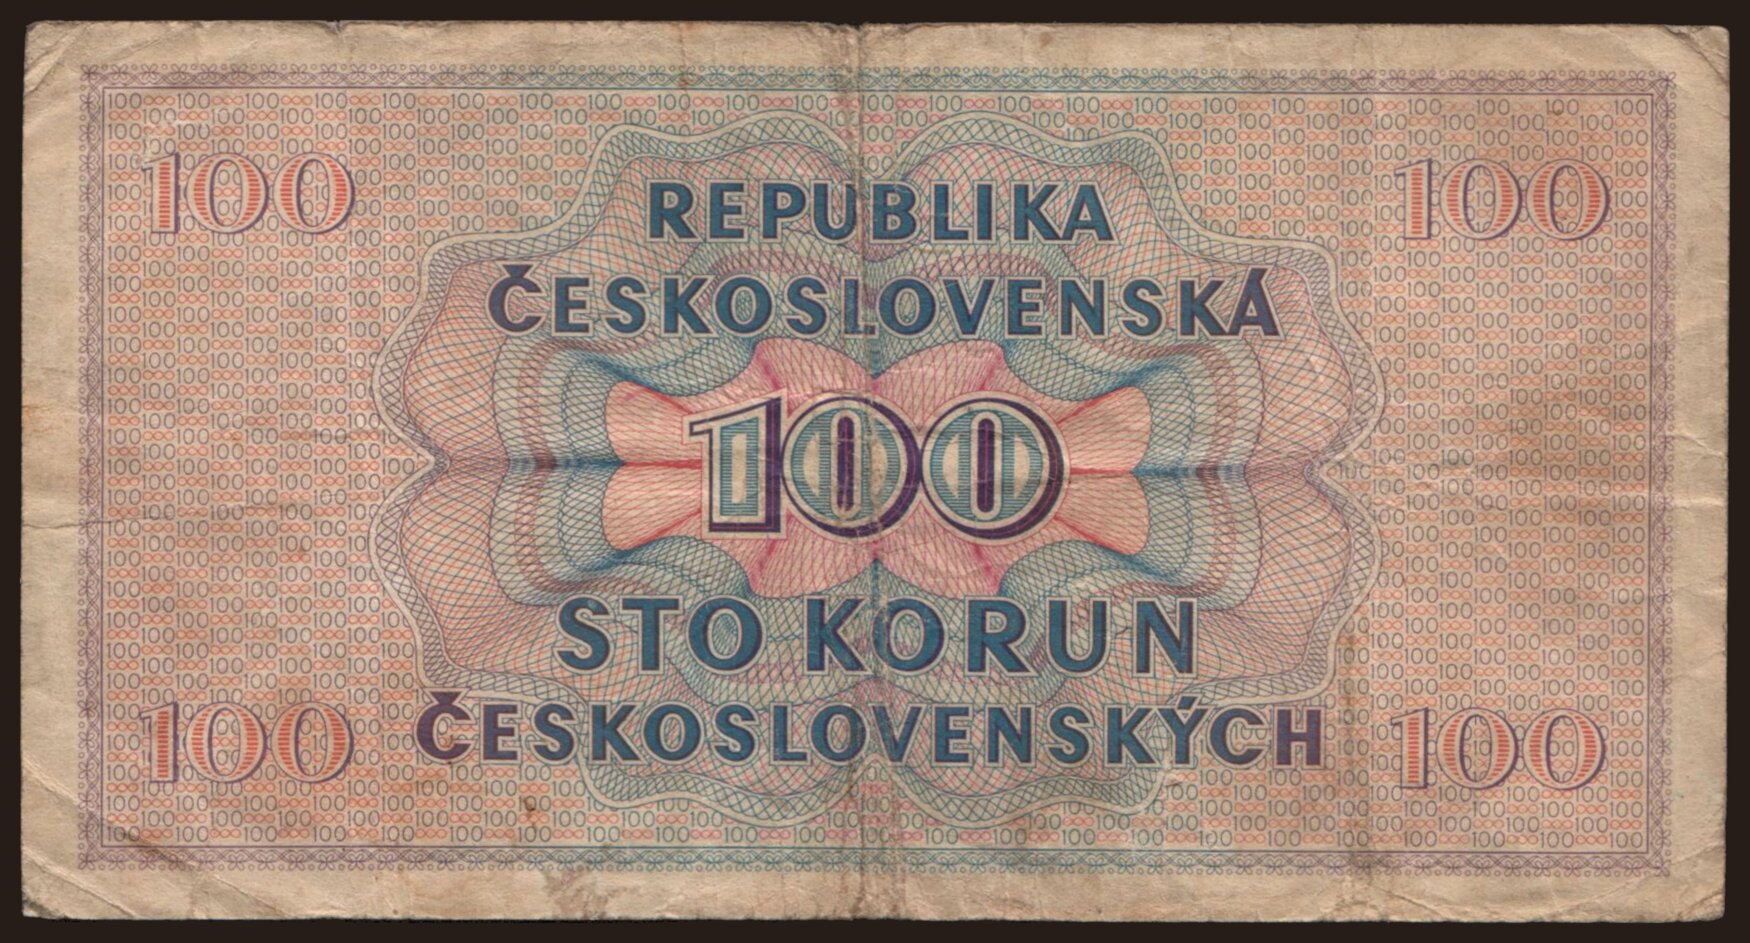 100 100
REPUBLIKA
ČESKOSLOVENSKÁ
100
STO KORUN
ČESKOSLOVENSKÝCH
100 100